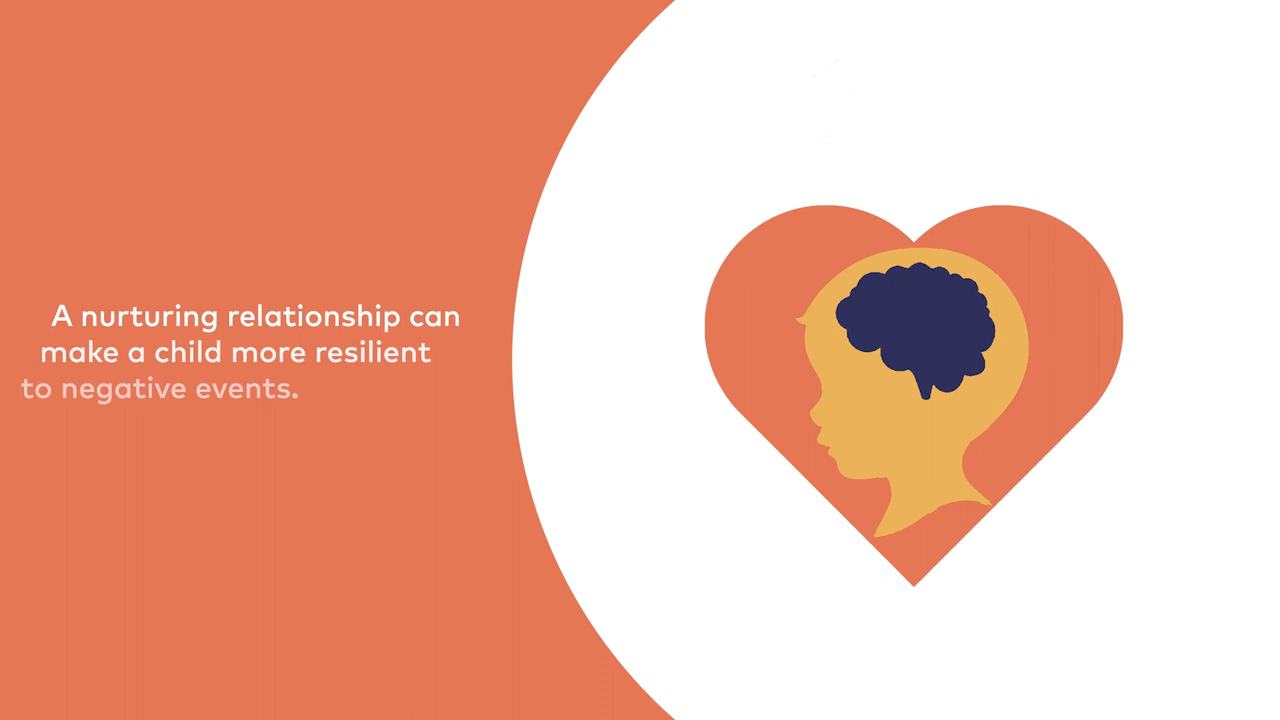 A nurturing relationship can
make a child more resilient
to negative events.